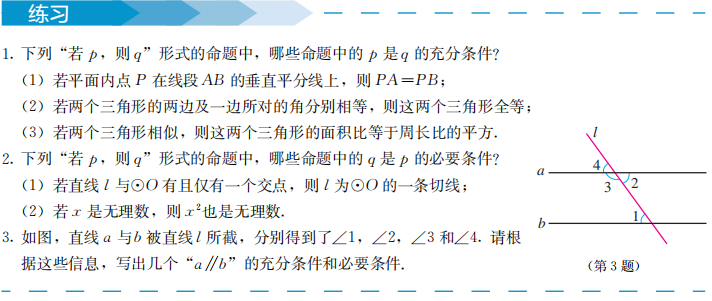 练习
1. 下列“若 p，则 q”形式的命题中，哪些命题中的 p 是 q 的充分条件？
（1）若平面内点 P 在线段 AB 的垂直平分线上，则 PA＝PB；
（2）若两个三角形的两边及一边所对的角分别相等，则这两个三角形全等；
（3）若两个三角形相似，则这两个三角形的面积比等于周长比的平方．
2. 下列“若 p，则 q”形式的命题中，哪些命题中的 q 是 p 的必要条件？
（1）若直线 l 与⊙O 有且仅有一个交点，则 l 为⊙O 的一条切线；
（2）若 x 是无理数，则 x²也是无理数．
3. 如图，直线 a 与 b 被直线 l 所截，分别得到了∠1，∠2，∠3 和∠4．请根
据这些信息，写出几个“a∥b”的充分条件和必要条件．
l
a
4
3
2
b
1
（第 3 题）